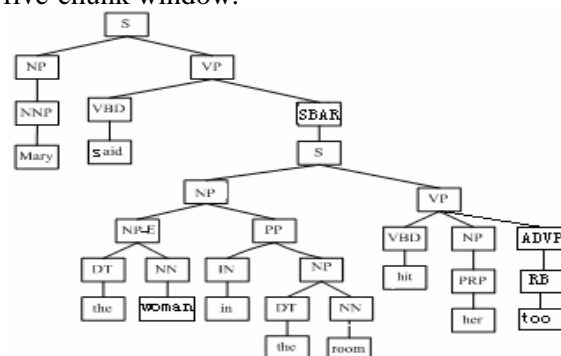 five-chunk window.
S
NP VP
NNP VBD SBAR
Mary said S
NP VP
NP-E PP VBD NP ADVP
DT NN IN NP hit PRP RB
the woman in DT NN her too
the room